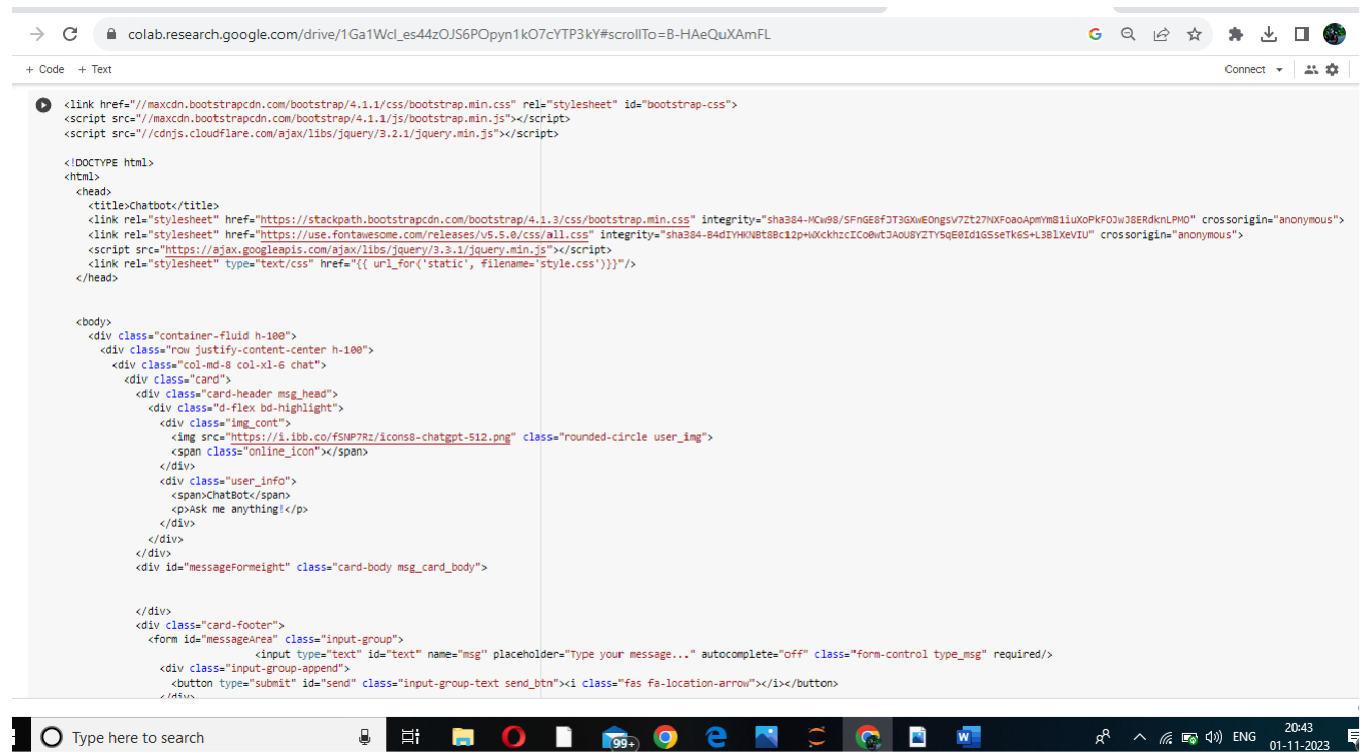 colab.research.google.com/drive/1Ga1Wcl_es44zOJS6POpyn1kO7cYTP3kY#scrollTo=B-HAeQuXAmFL
+ Code + Text Connect
<link href="//maxcdn.bootstrapcdn.com/bootstrap/4.1.1/css/bootstrap.min.css" rel="stylesheet" id="bootstrap-css">
<script src="//maxcdn.bootstrapcdn.com/bootstrap/4.1.1/js/bootstrap.min.js"></script>
<script src="//cdnjs.cloudflare.com/ajax/libs/jquery/3.2.1/jquery.min.js"></script>
<!DOCTYPE html>
<html>
<head>
<title>Chatbot</title>
<link rel="stylesheet" href="https://stackpath.bootstrapcdn.com/bootstrap/4.1.3/css/bootstrap.min.css" integrity="sha384-MCw98/SFnGE8fJT3GXwEOngsV7Zt27NXFoaoApmYm81iuXoPkFOJwJ8ERdknLPMO" crossorigin="anonymous">
<link rel="stylesheet" href="https://use.fontawesome.com/releases/v5.5.0/css/all.css" integrity="sha384-B4dIYHKNBt8Bc12p+WXckhzcICo0wtJAoU8YZTY5qE0Id1GSseTk6S+L3BlXeVIU" crossorigin="anonymous">
<script src="https://ajax.googleapis.com/ajax/libs/jquery/3.3.1/jquery.min.js"></script>
<link rel="stylesheet" type="text/css" href="{{ url_for('static', filename='style.css')}}"/>
</head>
<body>
<div class="container-fluid h-100">
<div class="row justify-content-center h-100">
<div class="col-md-8 col-xl-6 chat">
<div class="card">
<div class="card-header msg_head">
<div class="d-flex bd-highlight">
<div class="img_cont">
<img src="https://i.ibb.co/fSNP7Rz/icons8-chatgpt-512.png" class="rounded-circle user_img">
<span class="online_icon"></span>
</div>
<div class="user_info">
<span>ChatBot</span>
<p>Ask me anything!</p>
</div>
</div>
</div>
<div id="messageFormeight" class="card-body msg_card_body">
</div>
<div class="card-footer">
<form id="messageArea" class="input-group">
<input type="text" id="text" name="msg" placeholder="Type your message..." autocomplete="off" class="form-control type_msg" required/>
<div class="input-group-append">
<button type="submit" id="send" class="input-group-text send_btn"><i class="fas fa-location-arrow"></i></button>
</div>
Type here to search 99+ ENG 20:43
01-11-2023